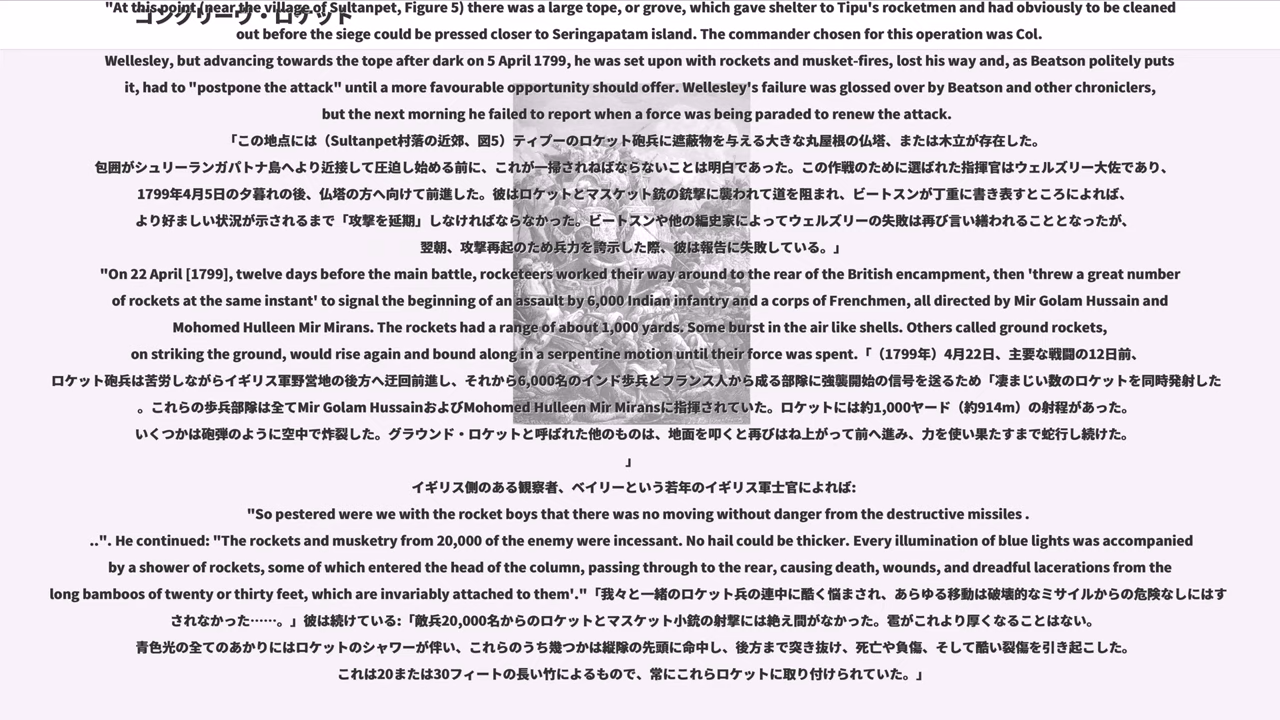 コングリーヴ・ロケット
"At this point (near the village of Sultanpet, Figure 5) there was a large tope, or grove, which gave shelter to Tipu's rocketmen and had obviously to be cleaned
out before the siege could be pressed closer to Seringapatam island. The commander chosen for this operation was Col.
Wellesley, but advancing towards the tope after dark on 5 April 1799, he was set upon with rockets and musket-fires, lost his way and, as Beatson politely puts
it, had to "postpone the attack" until a more favourable opportunity should offer. Wellesley's failure was glossed over by Beatson and other chroniclers,
but the next morning he failed to report when a force was being paraded to renew the attack.
「この地点には（Sultanpet村落の近郊、図5）ティプーのロケット砲兵に遮蔽物を与える大きな丸屋根の仏塔、または木立が存在した。
包囲がシュリーランガパトナ島へより近接して圧迫し始める前に、これが一掃されねばならないことは明白であった。この作戦のために選ばれた指揮官はウェルズリー大佐であり、
1799年4月5日の夕暮れの後、仏塔の方へ向けて前進した。彼はロケットとマスケット銃の銃撃に襲われて道を阻まれ、ビートスンが丁重に書き表すところによれば、
より好ましい状況が示されるまで「攻撃を延期」しなければならなかった。ビートスンや他の編史家によってウェルズリーの失敗は再び言い繕われることとなったが、
翌朝、攻撃再起のため兵力を誇示した際、彼は報告に失敗している。」
"On 22 April [1799], twelve days before the main battle, rocketeers worked their way around to the rear of the British encampment, then 'threw a great number
of rockets at the same instant' to signal the beginning of an assault by 6,000 Indian infantry and a corps of Frenchmen, all directed by Mir Golam Hussain and
Mohomed Hulleen Mir Mirans. The rockets had a range of about 1,000 yards. Some burst in the air like shells. Others called ground rockets,
on striking the ground, would rise again and bound along in a serpentine motion until their force was spent.「（1799年）4月22日、主要な戦闘の12日前、
ロケット砲兵は苦労しながらイギリス軍野営地の後方へ迂回前進し、それから6,000名のインド歩兵とフランス人から成る部隊に強襲開始の信号を送るため「凄まじい数のロケットを同時発射した
。これらの歩兵部隊は全てMir Golam HussainおよびMohomed Hulleen Mir Miransに指揮されていた。ロケットには約1,000ヤード（約914m）の射程があった。
いくつかは砲弾のように空中で炸裂した。グラウンド・ロケットと呼ばれた他のものは、地面を叩くと再びはね上がって前へ進み、力を使い果たすまで蛇行し続けた。
」
イギリス側のある観察者、ベイリーという若年のイギリス軍士官によれば:
"So pestered were we with the rocket boys that there was no moving without danger from the destructive missiles .
..". He continued: "The rockets and musketry from 20,000 of the enemy were incessant. No hail could be thicker. Every illumination of blue lights was accompanied
by a shower of rockets, some of which entered the head of the column, passing through to the rear, causing death, wounds, and dreadful lacerations from the
long bamboos of twenty or thirty feet, which are invariably attached to them'."「我々と一緒のロケット兵の連中に酷く悩まされ、あらゆる移動は破壊的なミサイルからの危険なしにはす
されなかった……。」彼は続けている:「敵兵20,000名からのロケットとマスケット小銃の射撃には絶え間がなかった。雹がこれより厚くなることはない。
青色光の全てのあかりにはロケットのシャワーが伴い、これらのうち幾つかは縦隊の先頭に命中し、後方まで突き抜け、死亡や負傷、そして酷い裂傷を引き起こした。
これは20または30フィートの長い竹によるもので、常にこれらロケットに取り付けられていた。」